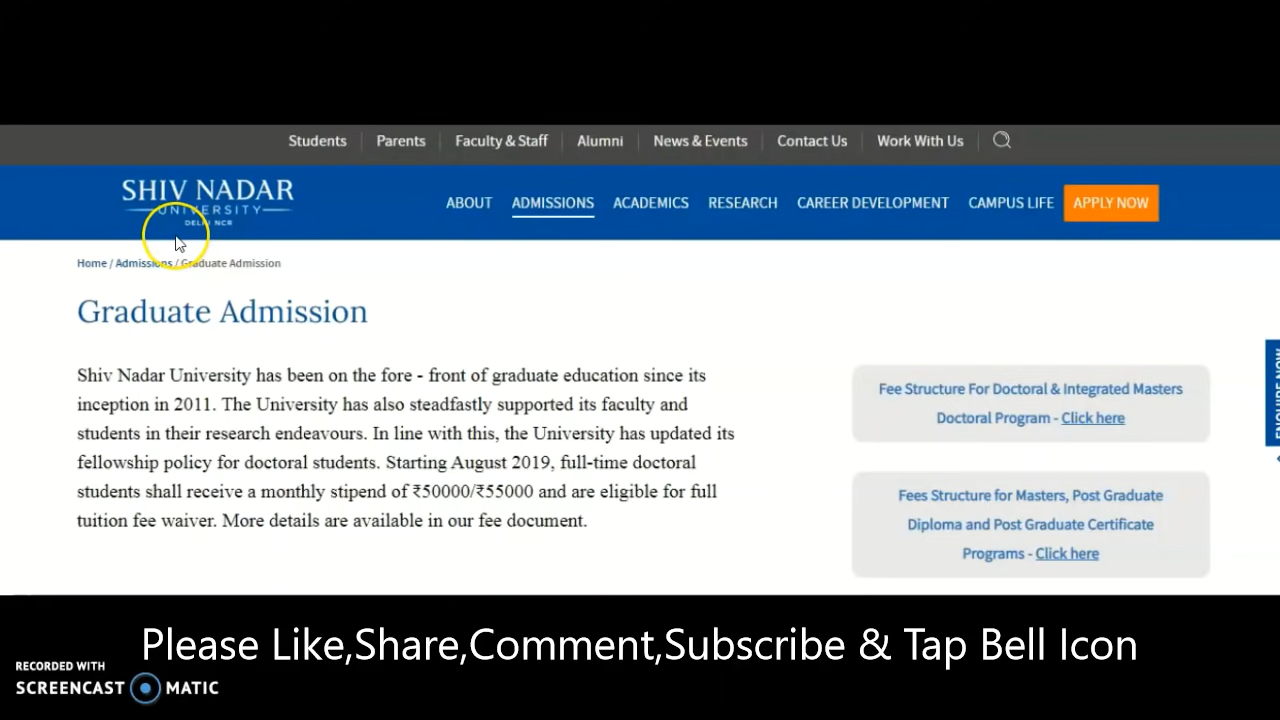 Students Parents Faculty & Staff Alumni News & Events Contact Us Work With Us
SHIV NADAR
UNIVERSITY
DELHI NCR
ABOUT ADMISSIONS ACADEMICS RESEARCH CAREER DEVELOPMENT CAMPUS LIFE APPLY NOW
Home / Admissions / Graduate Admission
Graduate Admission
Shiv Nadar University has been on the fore - front of graduate education since its
inception in 2011. The University has also steadfastly supported its faculty and
students in their research endeavours. In line with this, the University has updated its
fellowship policy for doctoral students. Starting August 2019, full-time doctoral
students shall receive a monthly stipend of ₹50000/₹55000 and are eligible for full
tuition fee waiver. More details are available in our fee document.
Fee Structure For Doctoral & Integrated Masters
Doctoral Program - Click here
Fees Structure for Masters, Post Graduate
Diploma and Post Graduate Certificate
Programs - Click here
ENQUIRE NOW
Please Like,Share,Comment,Subscribe & Tap Bell Icon
RECORDED WITH
SCREENCAST MATIC